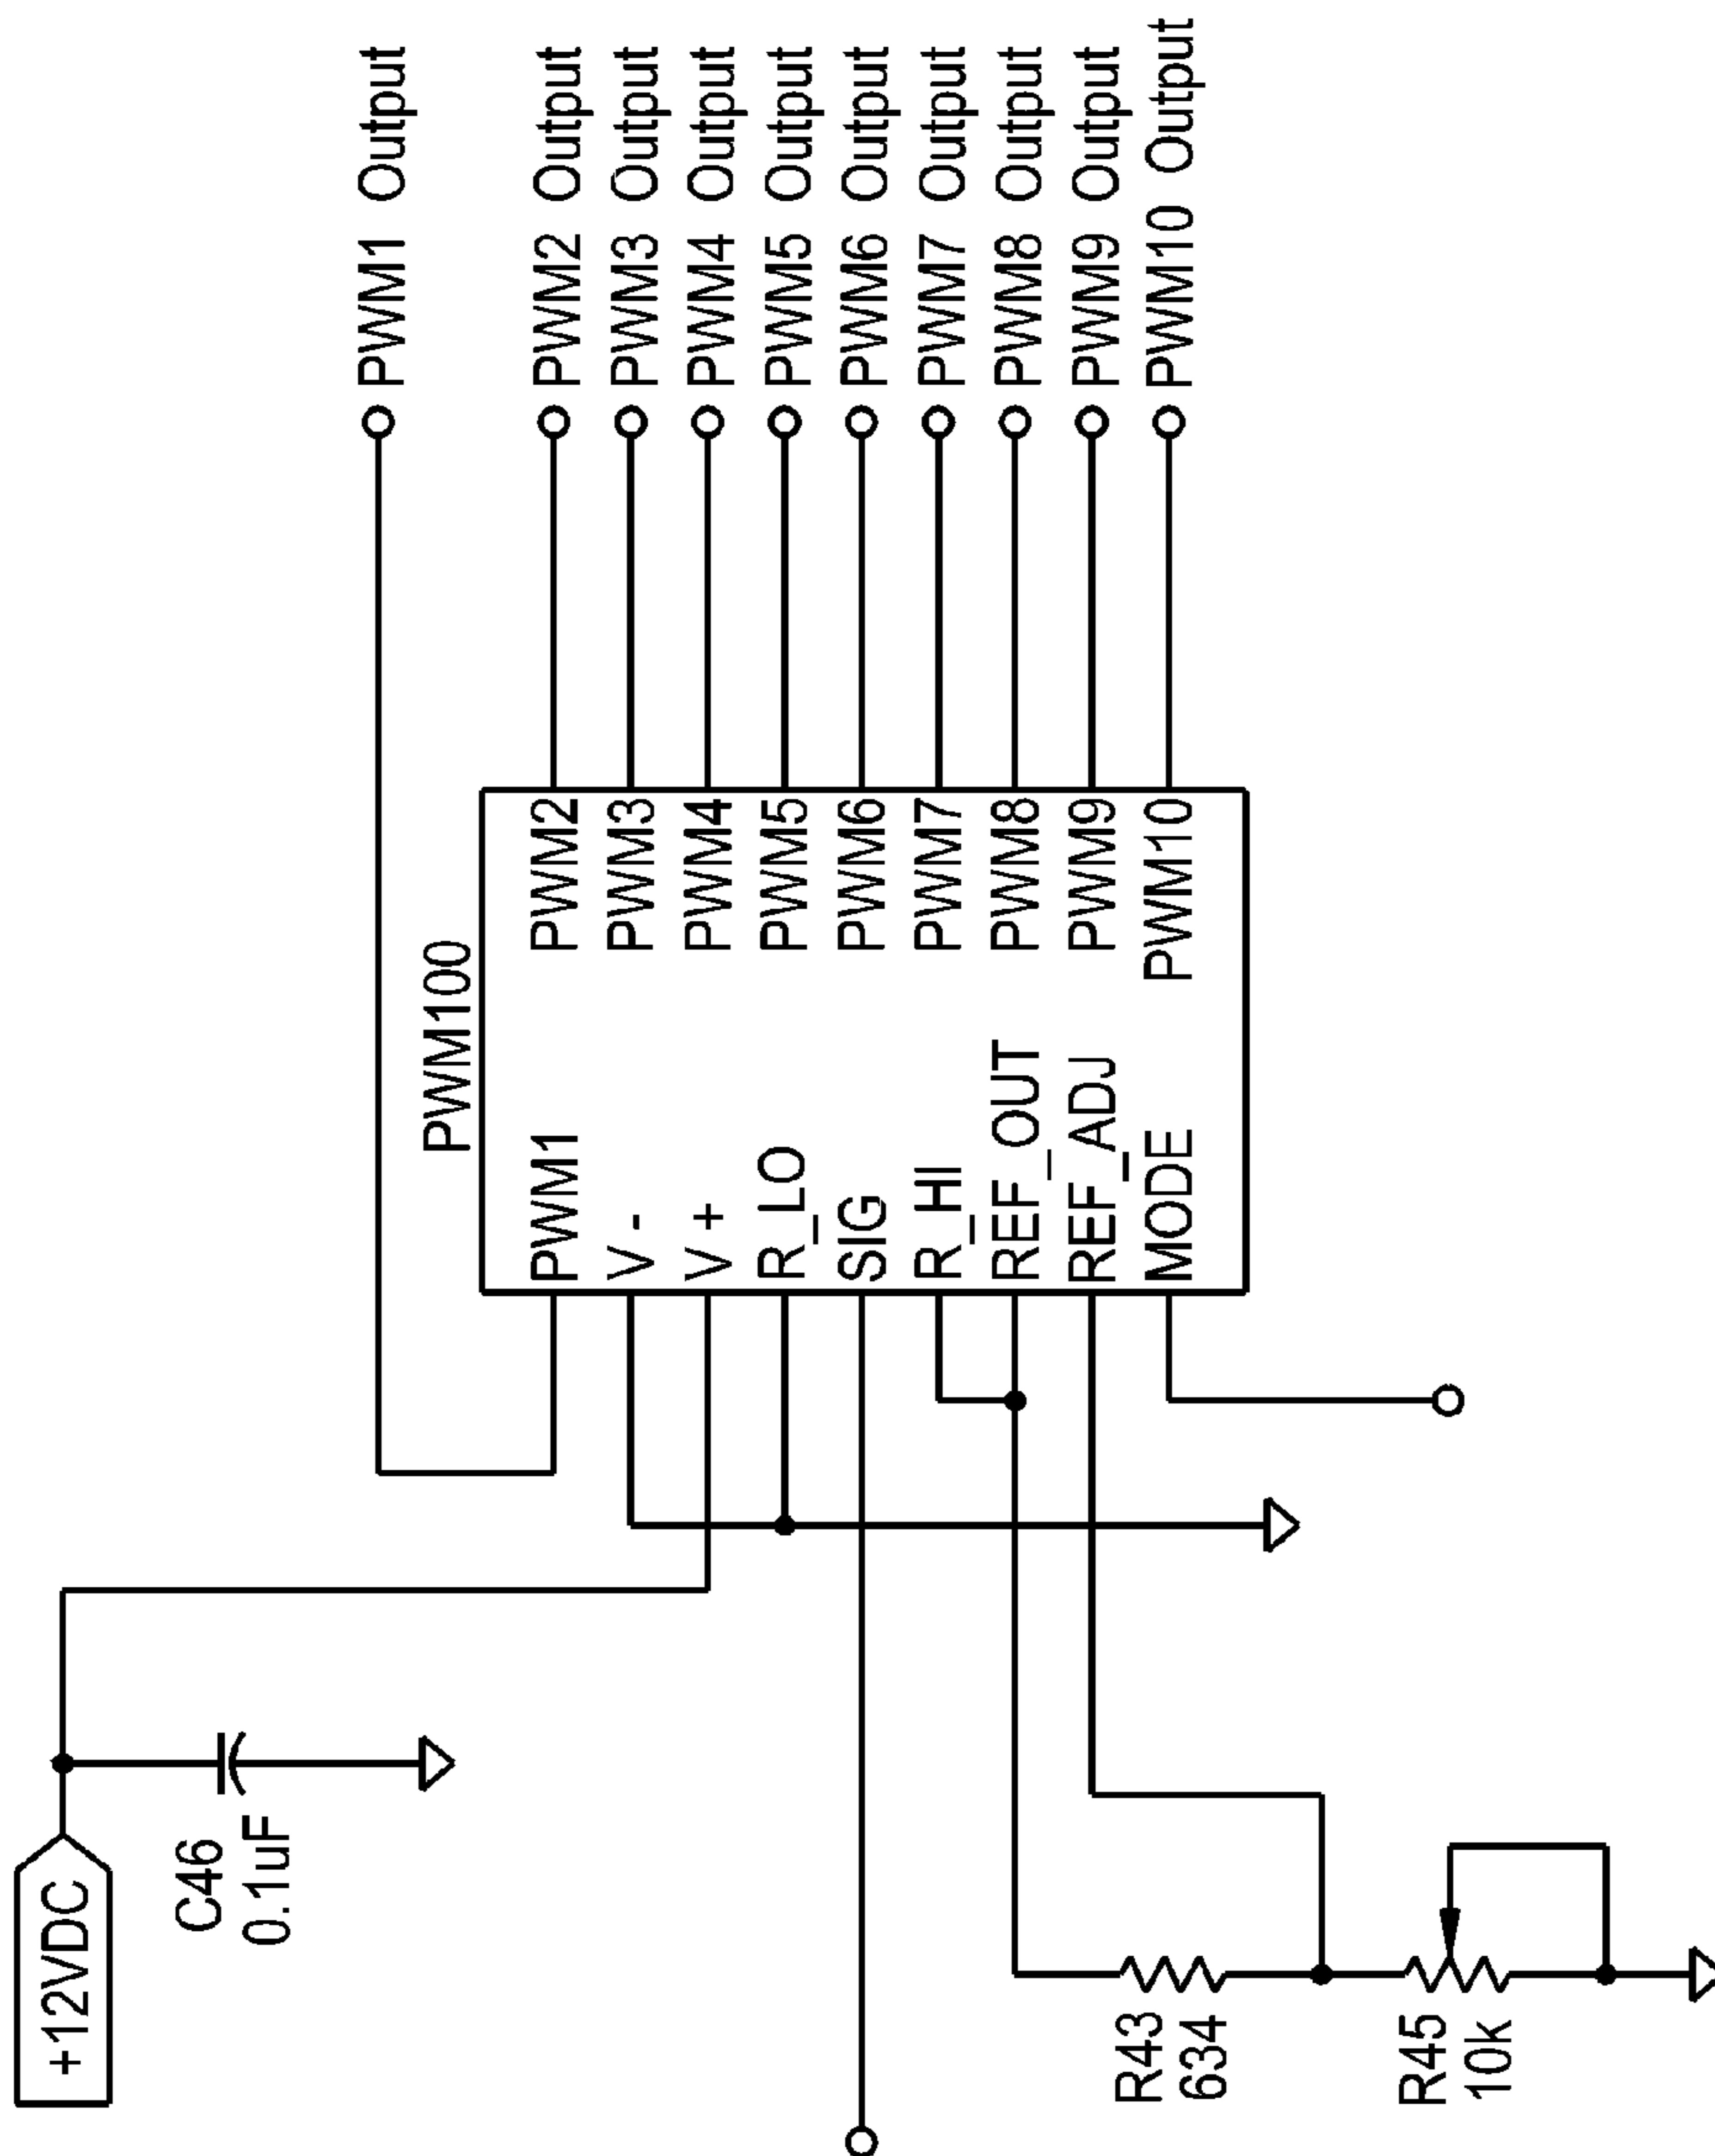 +12VDC
C46
0.1uF
PWM100
PWM1
V-
V+
R_LO
SIG
R_HI
REF_OUT
REF_ADJ
MODE
PWM2
PWM3
PWM4
PWM5
PWM6
PWM7
PWM8
PWM9
PWM10
PWM1 Output
PWM2 Output
PWM3 Output
PWM4 Output
PWM5 Output
PWM6 Output
PWM7 Output
PWM8 Output
PWM9 Output
PWM10 Output
R43
634
R45
10k